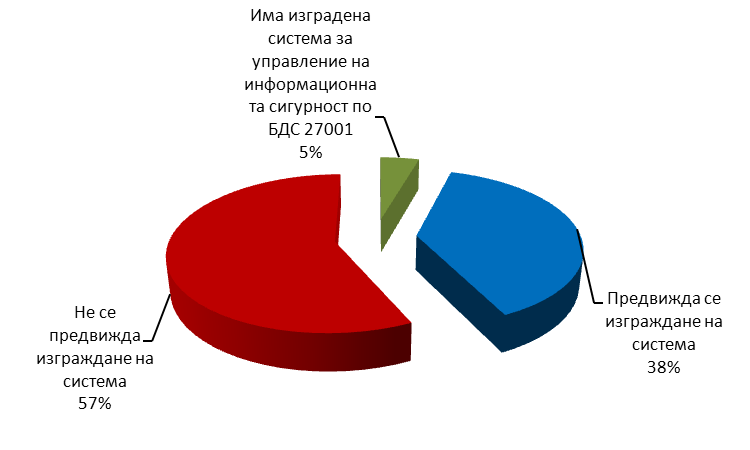 Има изградена
система за
управление на
информационна
та сигурност по
БДС 27001
5%
Предвижда се
изграждане на
система
38%
Не се
предвижда
изграждане на
система
57%